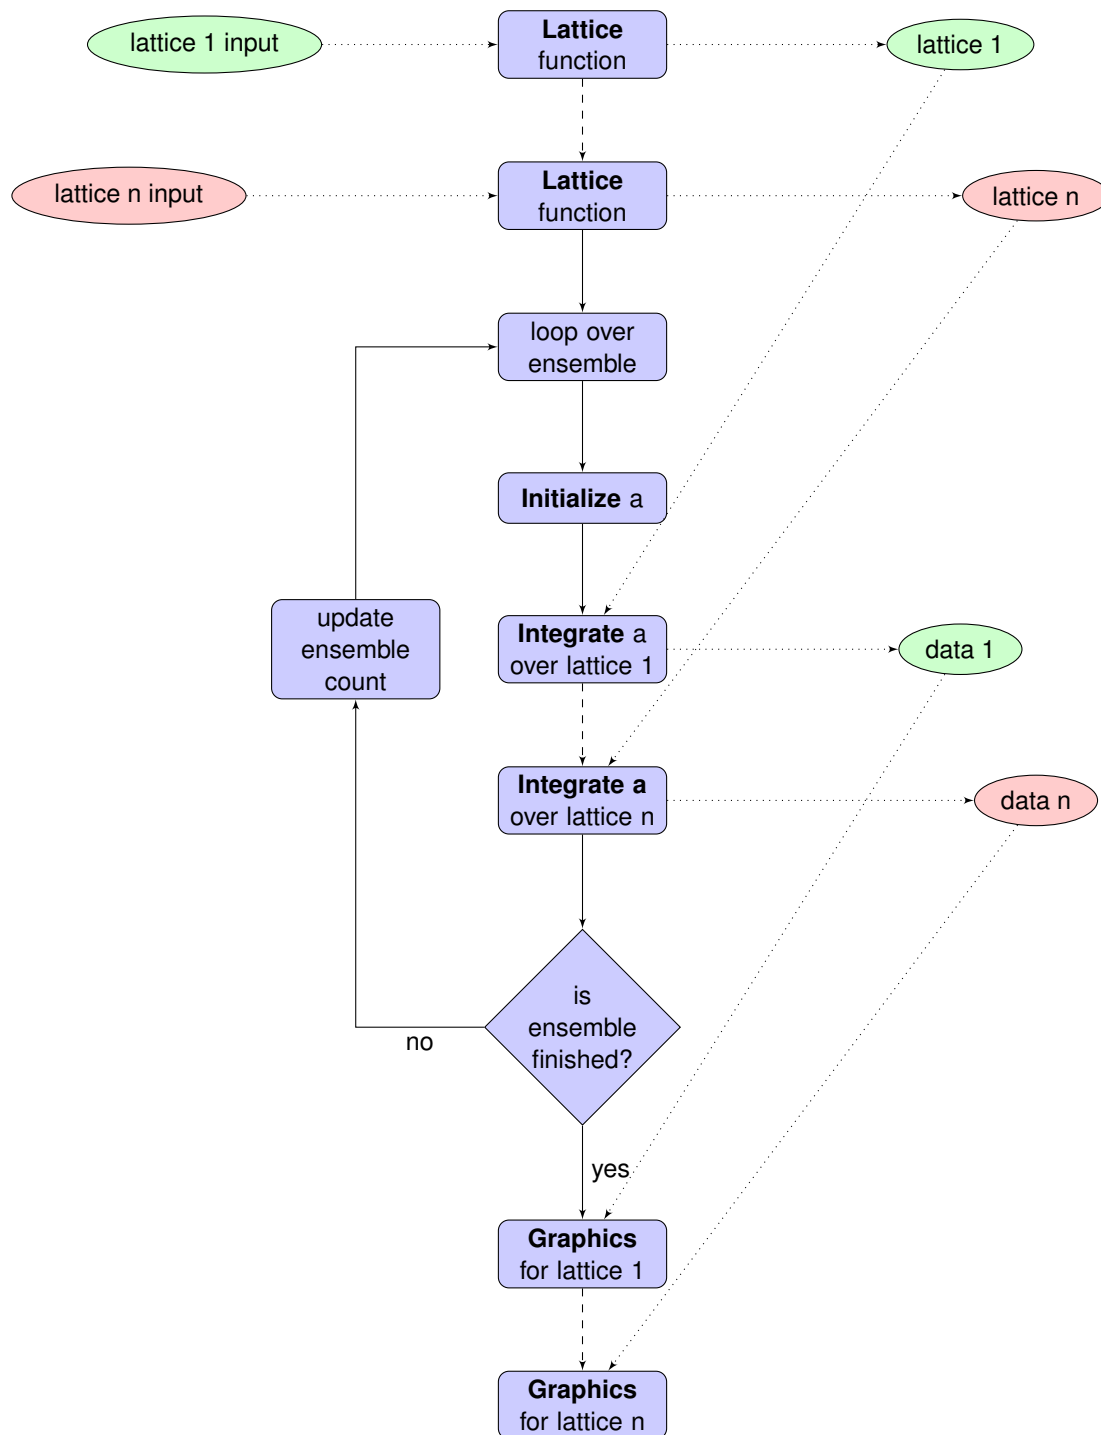 lattice 1 input
Lattice
function
lattice 1
lattice n input
Lattice
function
lattice n
loop over
ensemble
Initialize a
update
ensemble
count
Integrate a
over lattice 1
data 1
Integrate a
over lattice n
data n
is
ensemble
finished?
no
yes
Graphics
for lattice 1
Graphics
for lattice n